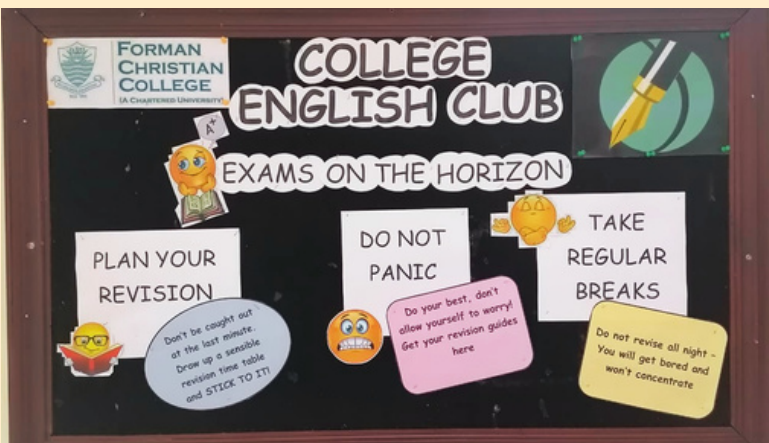 FORMAN
CHRISTIAN
COLLEGE
(A CHARTERED UNIVERSITY)
COLLEGE
ENGLISH CLUB
A+
EXAMS ON THE HORIZON
PLAN YOUR
REVISION
Don't be caught out
at the last minute.
Draw up a sensible
revision time table
and STICK TO IT!
DO NOT
PANIC
Do your best, don't
allow yourself to worry!
Get your revision guides
here
TAKE
REGULAR
BREAKS
Do not revise all night -
You will get bored and
won't concentrate